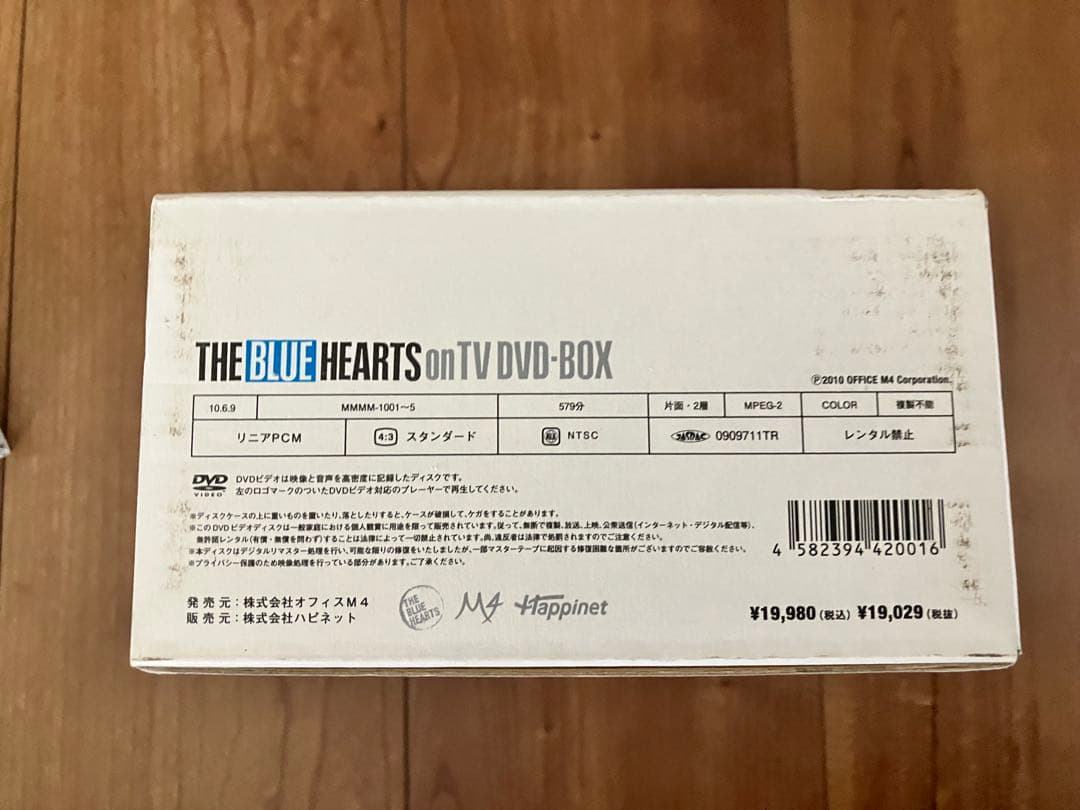 THE BLUE HEARTS on TV DVD-BOX
℗2010 OFFICE M4 Corporation.
10.6.9 MMMM-1001〜5 579分 片面・2層 MPEG-2 COLOR 複製不能
リニアPCM 4:3 スタンダード ALL NTSC JASRAC 0909711TR レンタル禁止
DVD VIDEO
DVDビデオは映像と音声を高密度に記録したディスクです。
左のロゴマークのついたDVDビデオ対応のプレーヤーで再生してください。
※ディスクケースの上に重いものを置いたり、落としたりすると、ケースが破損して、ケガをすることがあります。
※このDVDビデオディスクは一般家庭における個人観賞に用途を限って販売されています。従って、無断で複製、放送、上映、公衆送信(インターネット・デジタル配信等)、
無許諾レンタル(有償・無償を問わず)することは法律によって一切禁止されています。尚、違反者は法律で処罰されますのでご注意ください。
※本ディスクはデジタルリマスター処理を行い、可能な限りの修復をいたしましたが、一部マスターテープに起因する修復困難な箇所がございますのでご容赦ください。
※プライバシー保護のため映像処理を行っている部分があります。ご了承ください。
4 582394 420016
発売元:株式会社オフィスM4
販売元:株式会社ハピネット
THE BLUE HEARTS
M4
Happinet
¥19,980(税込) ¥19,029(税抜)